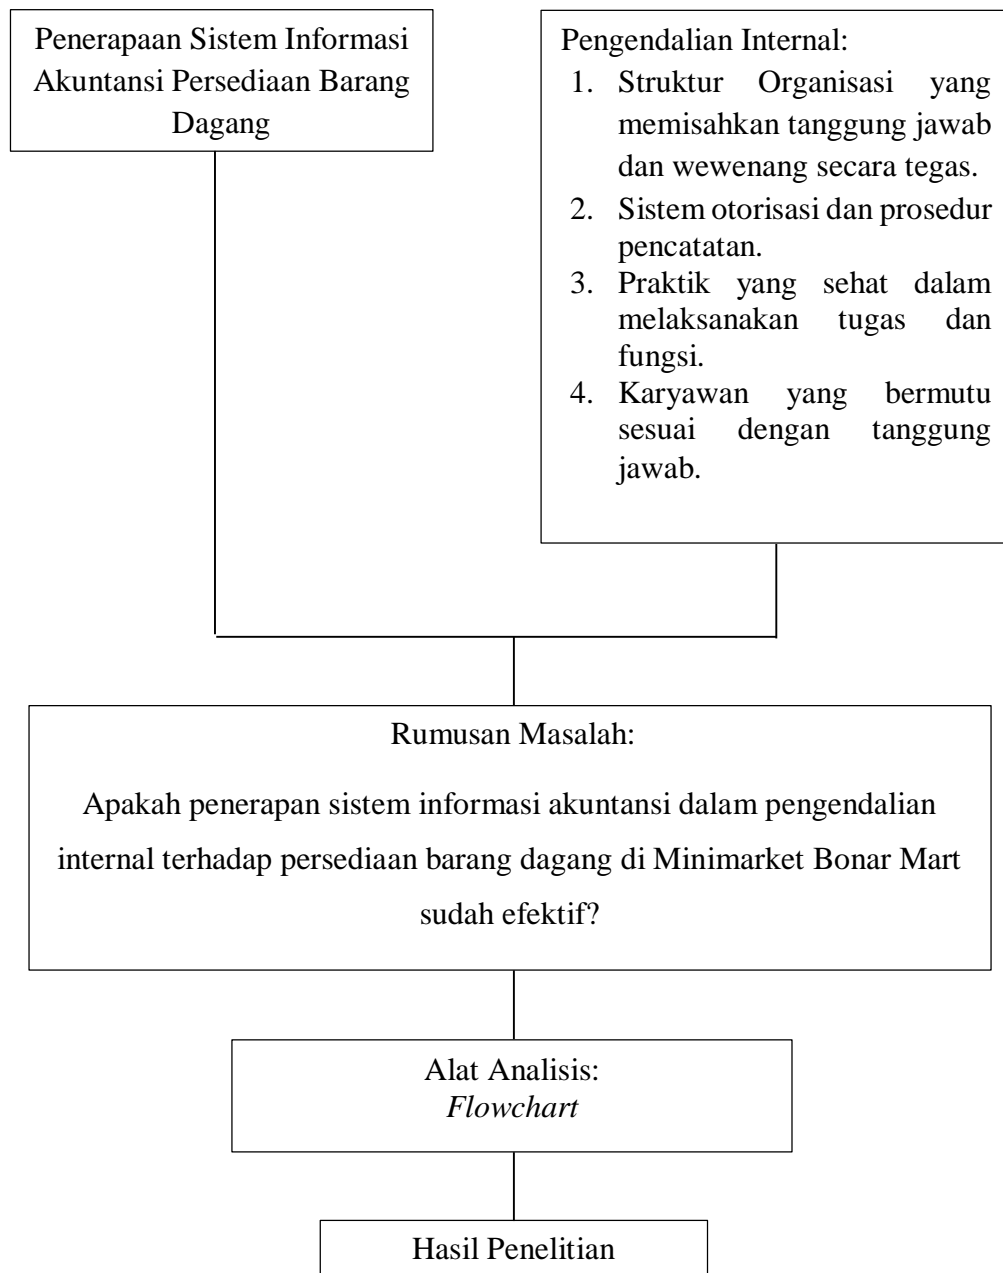 Penerapaan Sistem Informasi
Akuntansi Persediaan Barang
Dagang
Pengendalian Internal:
1. Struktur Organisasi yang
memisahkan tanggung jawab
dan wewenang secara tegas.
2. Sistem otorisasi dan prosedur
pencatatan.
3. Praktik yang sehat dalam
melaksanakan tugas dan
fungsi.
4. Karyawan yang bermutu
sesuai dengan tanggung
jawab.
Rumusan Masalah:
Apakah penerapan sistem informasi akuntansi dalam pengendalian
internal terhadap persediaan barang dagang di Minimarket Bonar Mart
sudah efektif?
Alat Analisis:
Flowchart
Hasil Penelitian